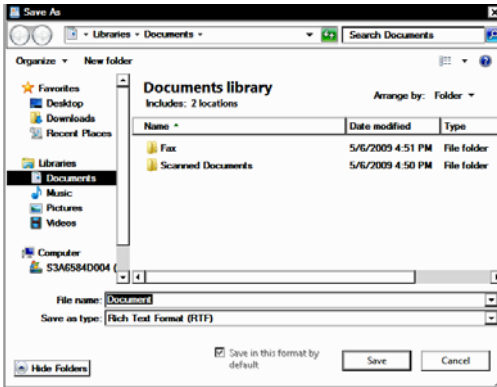 Save As
Libraries Documents
Search Documents
Organize
New folder
Favorites
Desktop
Downloads
Recent Places
Libraries
Documents
Music
Pictures
Videos
Computer
S3A6584D004 (
Documents library
Includes: 2 locations
Arrange by: Folder
Name Date modified Type
Fax 5/6/2009 4:51 PM File folder
Scanned Documents 5/6/2009 4:50 PM File folder
File name: Document
Save as type: Rich Text Format (RTF)
Hide Folders
Save in this format by
default
Save
Cancel